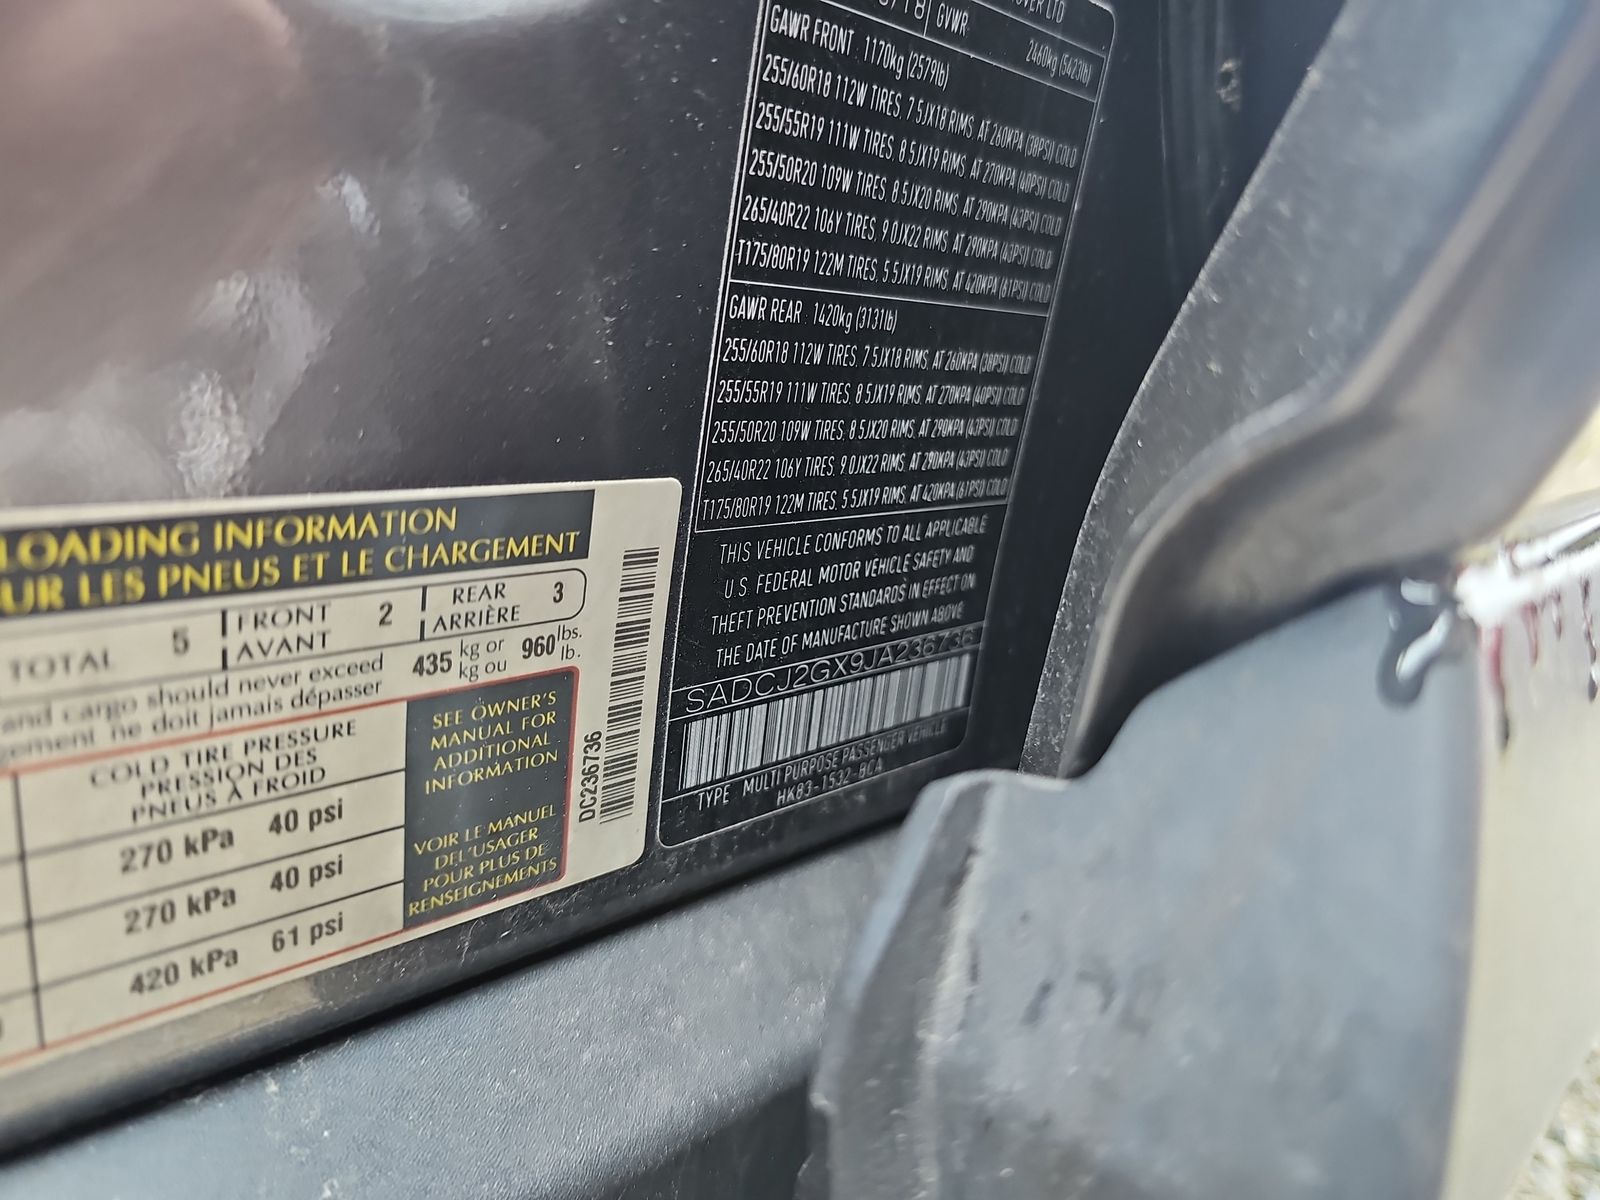 LOADING INFORMATION
UR LES PNEUS ET LE CHARGEMENT
TOTAL 5 FRONT AVANT 2 REAR ARRIÈRE 3
and cargo should never exceed 435 kg or 960 lbs.
gement ne doit jamais dépasser kg ou lb.
COLD TIRE PRESSURE
PRESSION DES
PNEUS À FROID
270 kPa 40 psi
270 kPa 40 psi
420 kPa 61 psi
SEE OWNER'S
MANUAL FOR
ADDITIONAL
INFORMATION
VOIR LE MANUEL
DEL'USAGER
POUR PLUS DE
RENSEIGNEMENTS
DC236736
OVER LTD
GVWR 2460kg (5423lb)
GAWR FRONT : 1170kg (2579lb)
255/60R18 112W TIRES, 7.5JX18 RIMS, AT 260KPA (38PSI) COLD
255/55R19 111W TIRES, 8.5JX19 RIMS, AT 270KPA (40PSI) COLD
255/50R20 109W TIRES, 8.5JX20 RIMS, AT 290KPA (43PSI) COLD
265/40R22 106Y TIRES, 9.0JX22 RIMS, AT 290KPA (43PSI) COLD
T175/80R19 122M TIRES, 5.5JX19 RIMS, AT 420KPA (61PSI) COLD
GAWR REAR : 1420kg (3131lb)
255/60R18 112W TIRES, 7.5JX18 RIMS, AT 260KPA (38PSI) COLD
255/55R19 111W TIRES, 8.5JX19 RIMS, AT 270KPA (40PSI) COLD
255/50R20 109W TIRES, 8.5JX20 RIMS, AT 290KPA (43PSI) COLD
265/40R22 106Y TIRES, 9.0JX22 RIMS, AT 290KPA (43PSI) COLD
T175/80R19 122M TIRES, 5.5JX19 RIMS, AT 420KPA (61PSI) COLD
THIS VEHICLE CONFORMS TO ALL APPLICABLE
U.S. FEDERAL MOTOR VEHICLE SAFETY AND
THEFT PREVENTION STANDARDS IN EFFECT ON
THE DATE OF MANUFACTURE SHOWN ABOVE
SADCJ2GX9JA236736
TYPE MULTI PURPOSE PASSENGER VEHICLE
HK83-1532-BCA